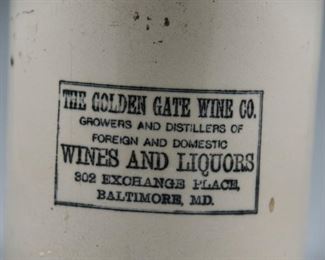 THE GOLDEN GATE WINE CO.
GROWERS AND DISTILLERS OF
FOREIGN AND DOMESTIC
WINES AND LIQUORS
302 EXCHANGE PLACE,
BALTIMORE, MD.